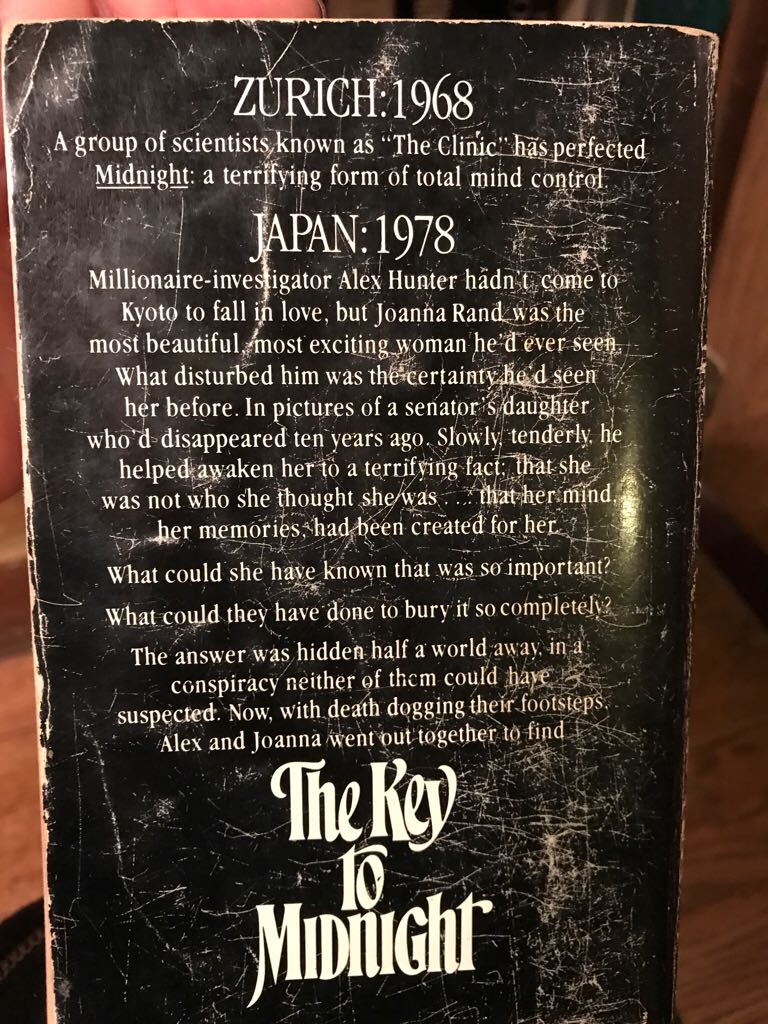 ZURICH:1968
A group of scientists known as "The Clinic" has perfected
Midnight: a terrifying form of total mind control.
JAPAN:1978
Millionaire-investigator Alex Hunter hadn't come to
Kyoto to fall in love, but Joanna Rand was the
most beautiful, most exciting woman he'd ever seen.
What disturbed him was the certainty he'd seen
her before. In pictures of a senator's daughter
who'd disappeared ten years ago. Slowly, tenderly, he
helped awaken her to a terrifying fact: that she
was not who she thought she was . . . that her mind,
her memories, had been created for her.
What could she have known that was so important?
What could they have done to bury it so completely?
The answer was hidden half a world away, in a
conspiracy neither of them could have
suspected. Now, with death dogging their footsteps,
Alex and Joanna went out together to find
The Key
to
Midnight